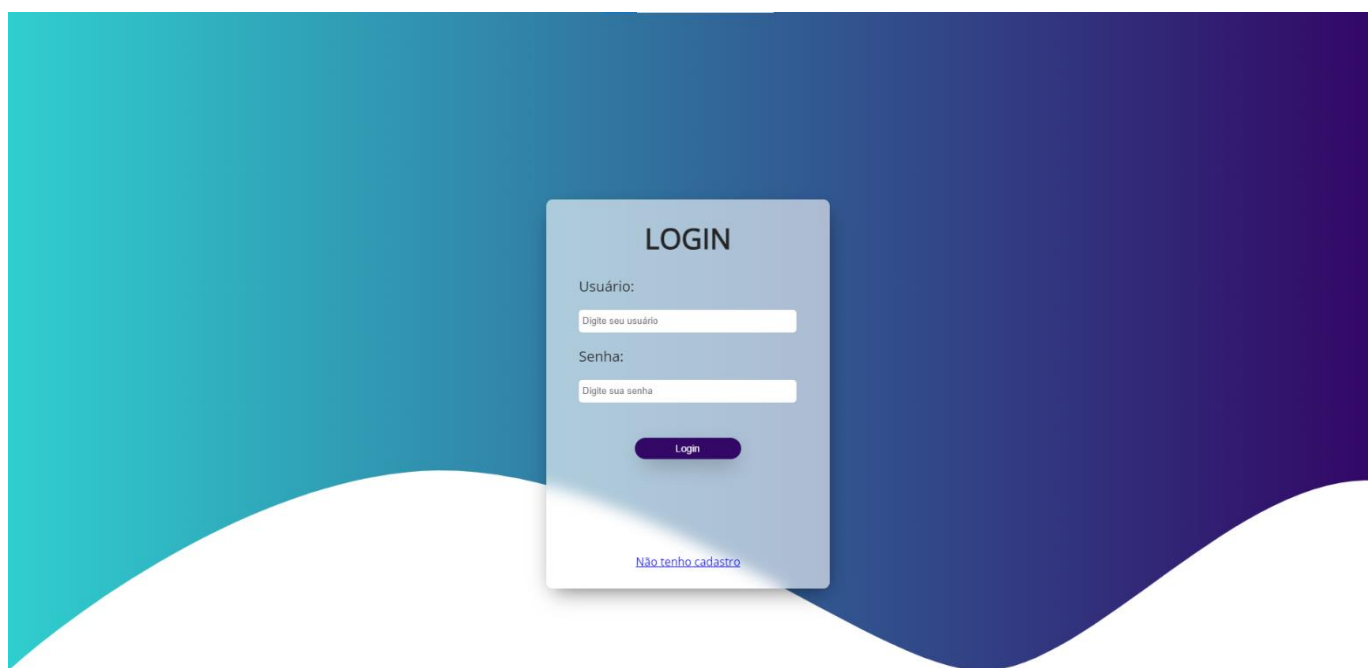 LOGIN
Usuário:
Digite seu usuário
Senha:
Digite sua senha
Login
Não tenho cadastro